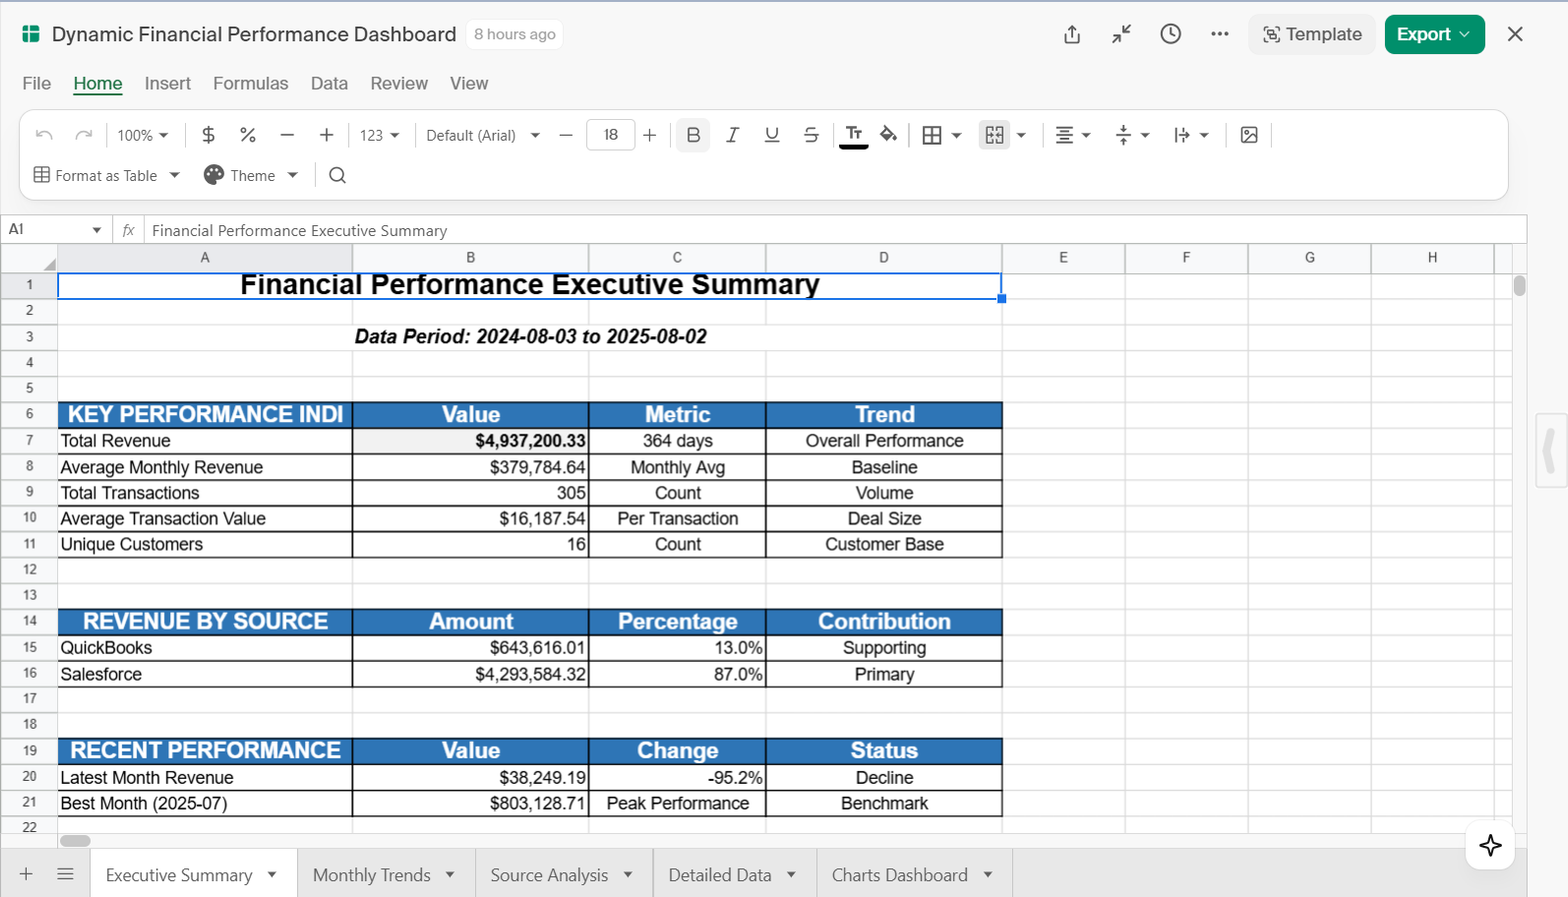 Dynamic Financial Performance Dashboard 8 hours ago Template Export
File Home Insert Formulas Data Review View
100% $ % 123 Default (Arial) 18 B I U S Tr
Format as Table Theme
A1 fx Financial Performance Executive Summary
A B C D E F G H
1 Financial Performance Executive Summary
2
3 Data Period: 2024-08-03 to 2025-08-02
4
5
6 KEY PERFORMANCE INDI Value Metric Trend
7 Total Revenue $4,937,200.33 364 days Overall Performance
8 Average Monthly Revenue $379,784.64 Monthly Avg Baseline
9 Total Transactions 305 Count Volume
10 Average Transaction Value $16,187.54 Per Transaction Deal Size
11 Unique Customers 16 Count Customer Base
12
13
14 REVENUE BY SOURCE Amount Percentage Contribution
15 QuickBooks $643,616.01 13.0% Supporting
16 Salesforce $4,293,584.32 87.0% Primary
17
18
19 RECENT PERFORMANCE Value Change Status
20 Latest Month Revenue $38,249.19 -95.2% Decline
21 Best Month (2025-07) $803,128.71 Peak Performance Benchmark
22
Executive Summary Monthly Trends Source Analysis Detailed Data Charts Dashboard